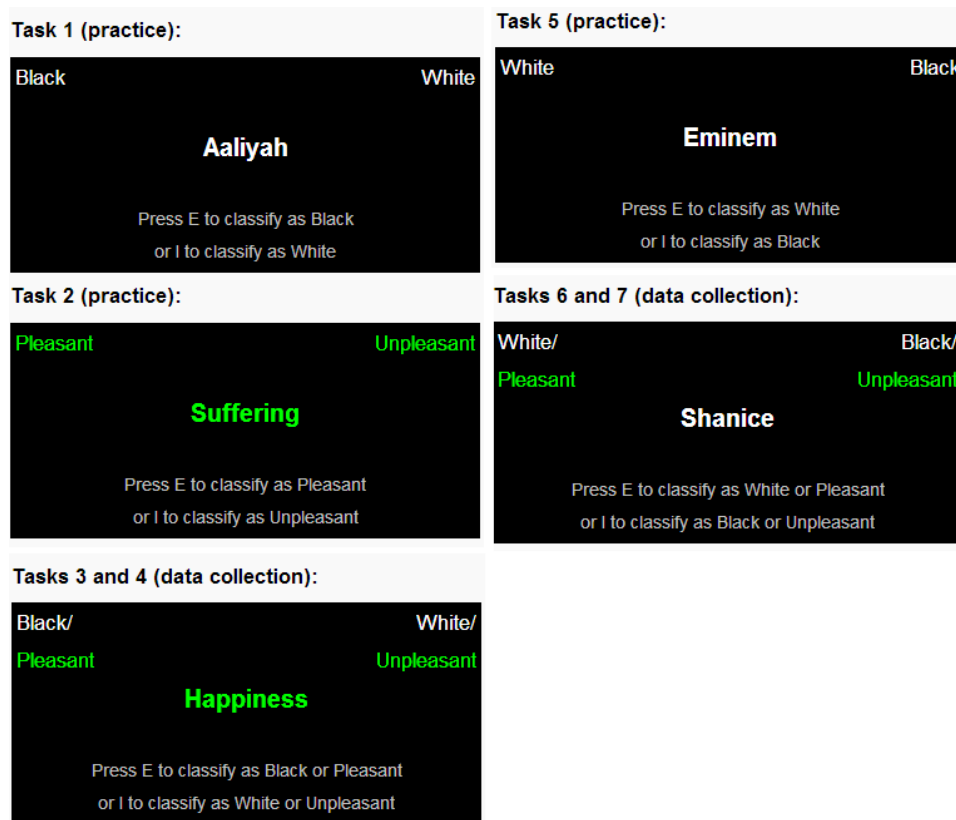 Task 1 (practice):
Black White
Aaliyah
Press E to classify as Black
or I to classify as White
Task 2 (practice):
Pleasant Unpleasant
Suffering
Press E to classify as Pleasant
or I to classify as Unpleasant
Tasks 3 and 4 (data collection):
Black/ White/
Pleasant Unpleasant
Happiness
Press E to classify as Black or Pleasant
or I to classify as White or Unpleasant
Task 5 (practice):
White Black
Eminem
Press E to classify as White
or I to classify as Black
Tasks 6 and 7 (data collection):
White/ Black/
Pleasant Unpleasant
Shanice
Press E to classify as White or Pleasant
or I to classify as Black or Unpleasant